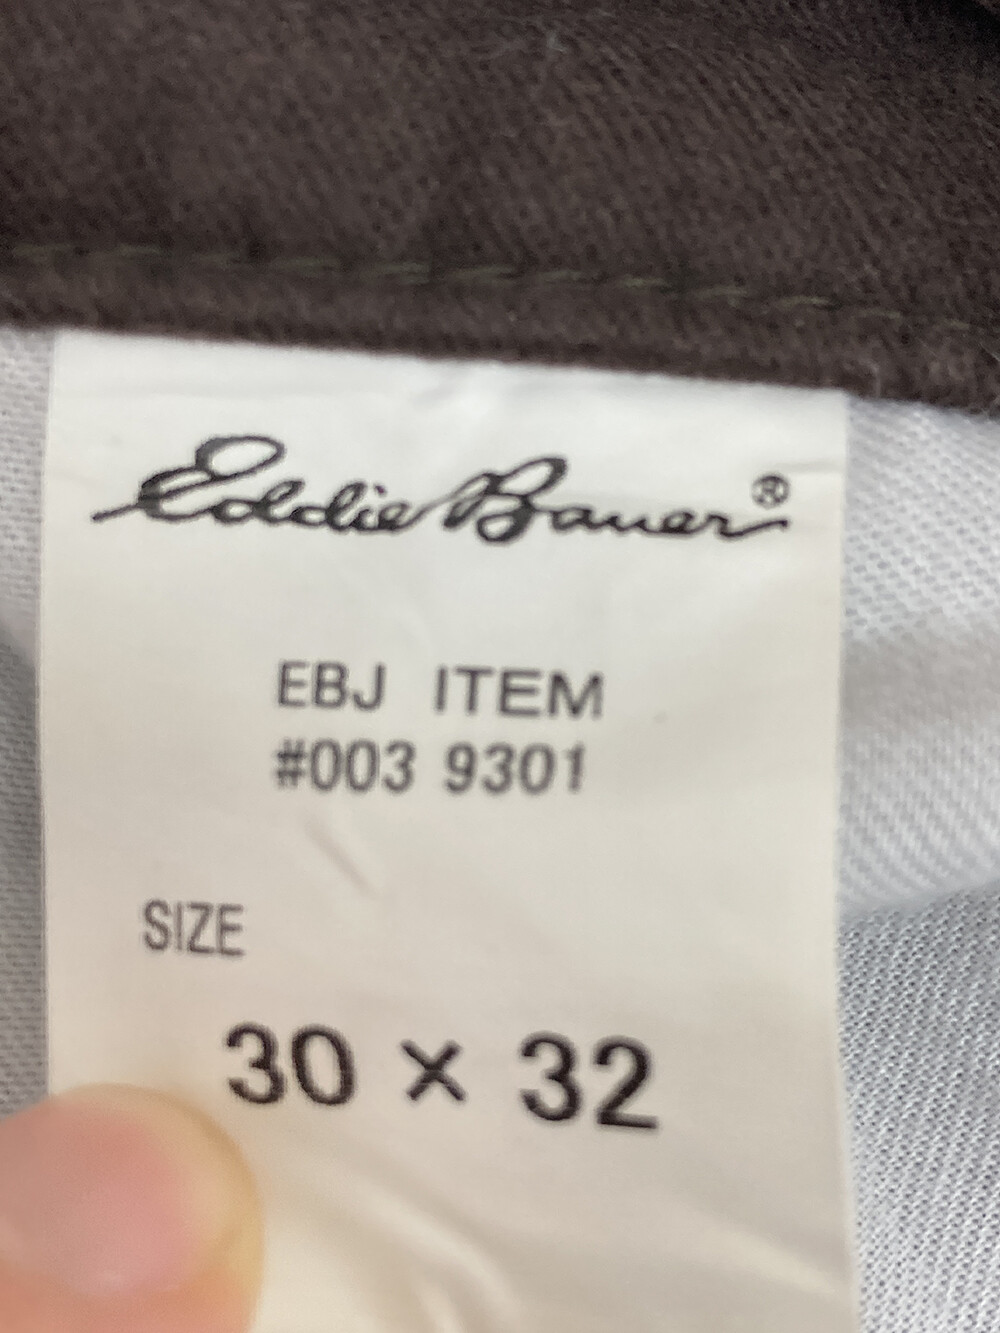 Eddie Bauer®
EBJ ITEM
#003 9301
SIZE
30 × 32